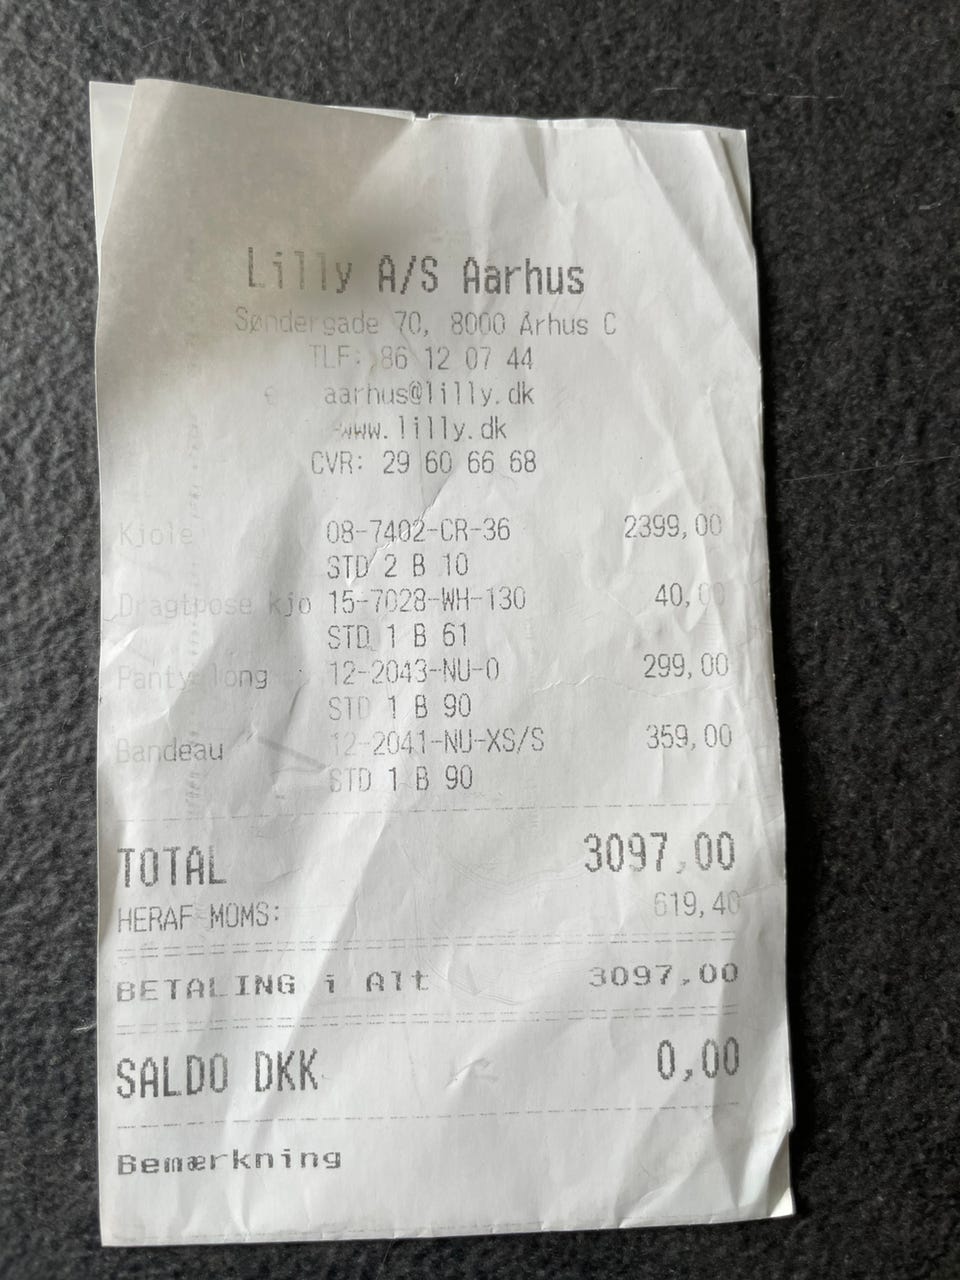 Lilly A/S Aarhus
Søndergade 70, 8000 Århus C
TLF: 86 12 07 44
aarhus@lilly.dk
www.lilly.dk
CVR: 29 60 66 68
Kjole 08-7402-CR-36 2399,00
STD 2 B 10
Dragtpose kjo 15-7028-WH-130 40,00
STD 1 B 61
Panty long 12-2043-NU-0 299,00
STD 1 B 90
Bandeau 12-2041-NU-XS/S 359,00
STD 1 B 90
TOTAL 3097,00
HERAF MOMS: 619,40
BETALING i Alt 3097,00
SALDO DKK 0,00
Bemærkning